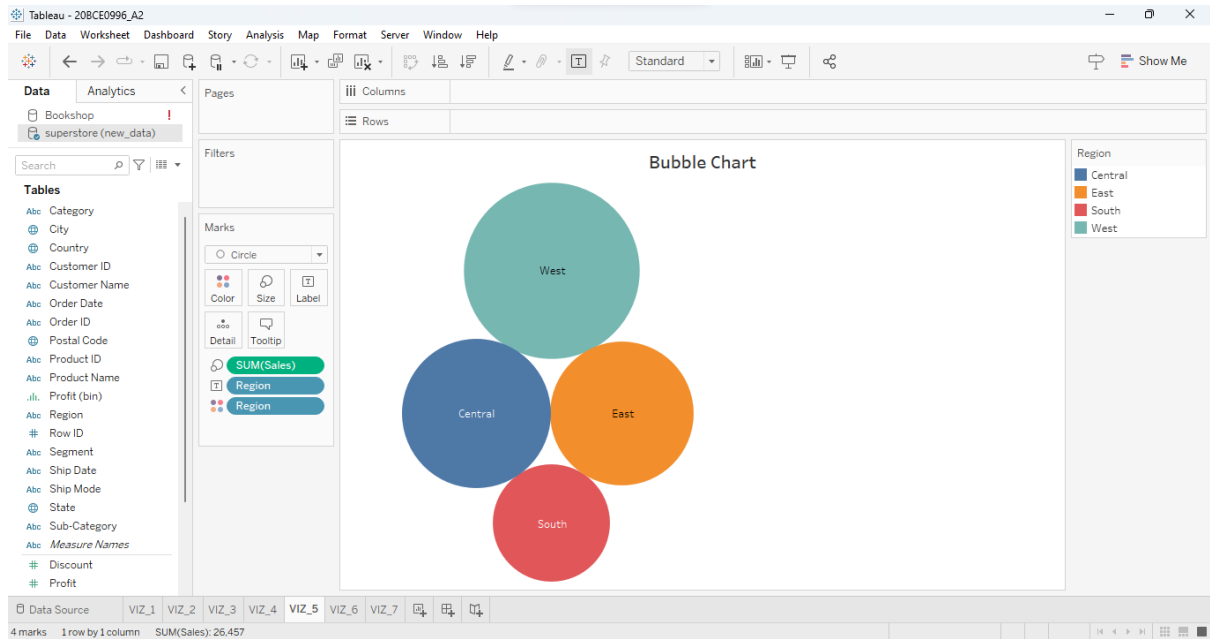 Tableau - 20BCE0996_A2
File Data Worksheet Dashboard Story Analysis Map Format Server Window Help
Standard
Show Me
Data Analytics
Bookshop !
superstore (new_data)
Search
Tables
Abc Category
City
Country
Abc Customer ID
Abc Customer Name
Abc Order Date
Abc Order ID
Postal Code
Abc Product ID
Abc Product Name
Profit (bin)
Abc Region
# Row ID
Abc Segment
Abc Ship Date
Abc Ship Mode
State
Abc Sub-Category
Abc Measure Names
# Discount
# Profit
Pages
Filters
Marks
Circle
Color Size Label
Detail Tooltip
SUM(Sales)
T Region
Region
iii Columns
Rows
Bubble Chart
West
Central
East
South
Region
Central
East
South
West
Data Source VIZ_1 VIZ_2 VIZ_3 VIZ_4 VIZ_5 VIZ_6 VIZ_7
4 marks 1 row by 1 column SUM(Sales): 26,457